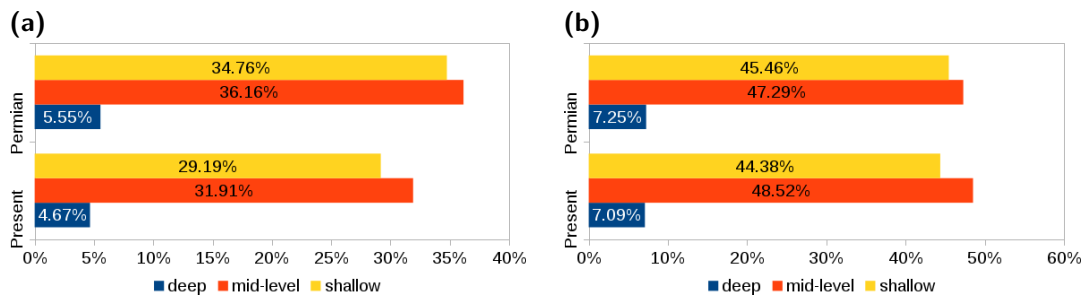 (a)
Permian
34.76%
36.16%
5.55%
Present
29.19%
31.91%
4.67%
0% 5% 10% 15% 20% 25% 30% 35% 40%
deep mid-level shallow
(b)
Permian
45.46%
47.29%
7.25%
Present
44.38%
48.52%
7.09%
0% 10% 20% 30% 40% 50% 60%
deep mid-level shallow